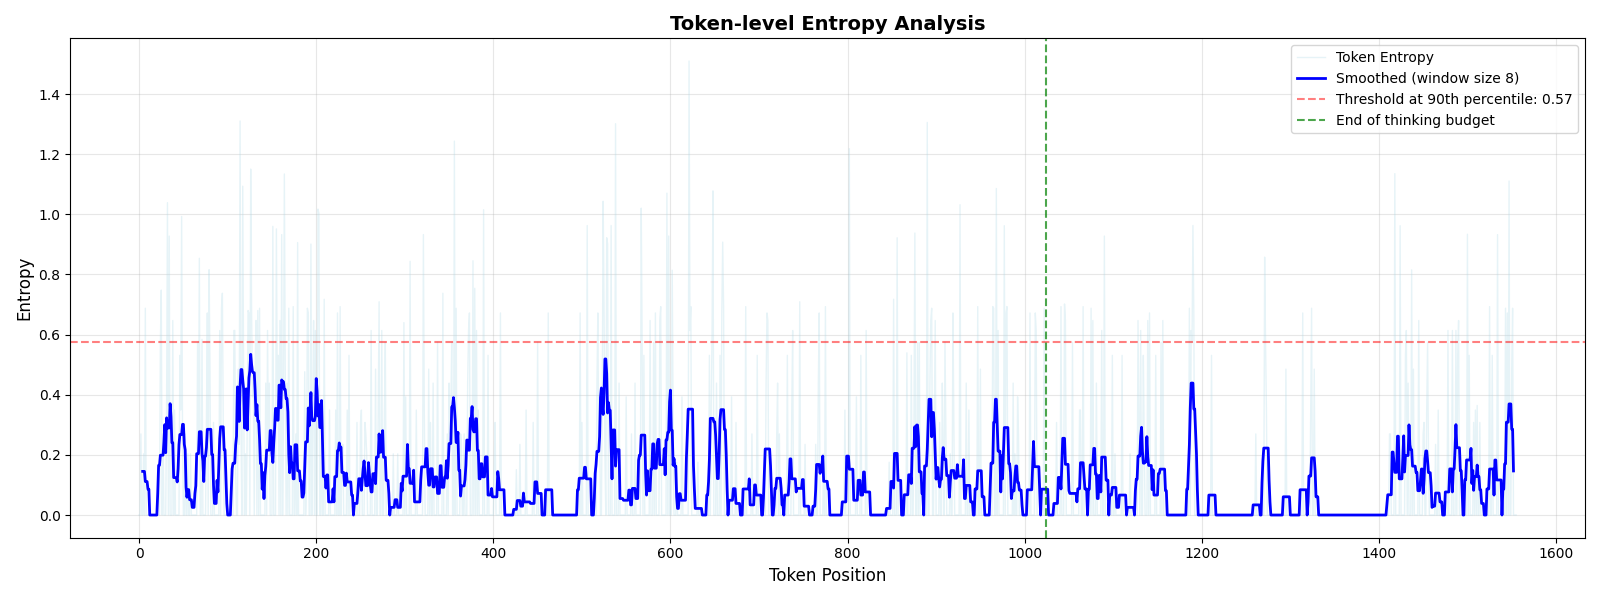 Token-level Entropy Analysis
Token Entropy
Smoothed (window size 8)
Threshold at 90th percentile: 0.57
End of thinking budget
Entropy
1.4
1.2
1.0
0.8
0.6
0.4
0.2
0.0
0 200 400 600 800 1000 1200 1400 1600
Token Position